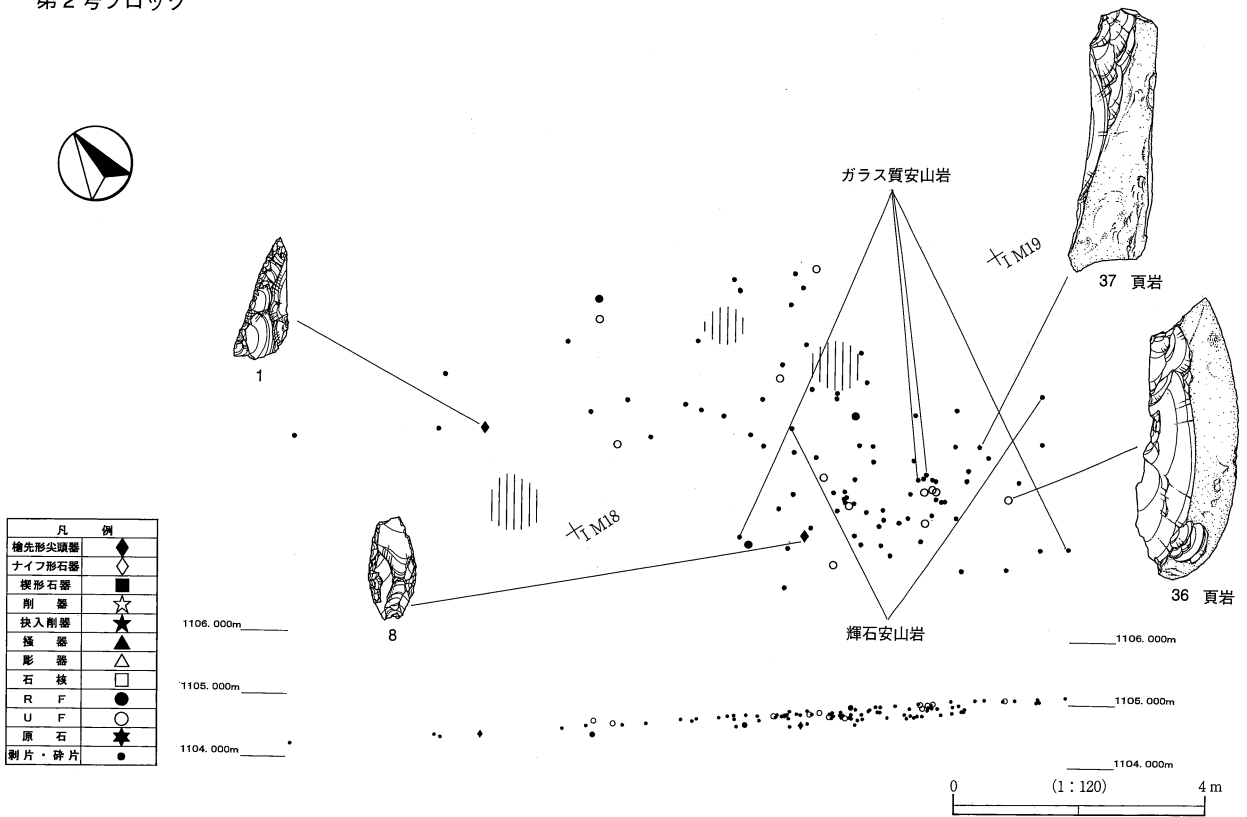 第2号ブロック
ガラス質安山岩
I M19
37 頁岩
1
I M18
8
36 頁岩
輝石安山岩
凡 例
槍先形尖頭器
ナイフ形石器
楔形石器
削 器
抉入削器
掻 器
彫 器
石 核
R F
U F
原 石
剥片・砕片
1106.000m
1105.000m
1104.000m
1106.000m
1105.000m
1104.000m
0 (1：120) 4 m